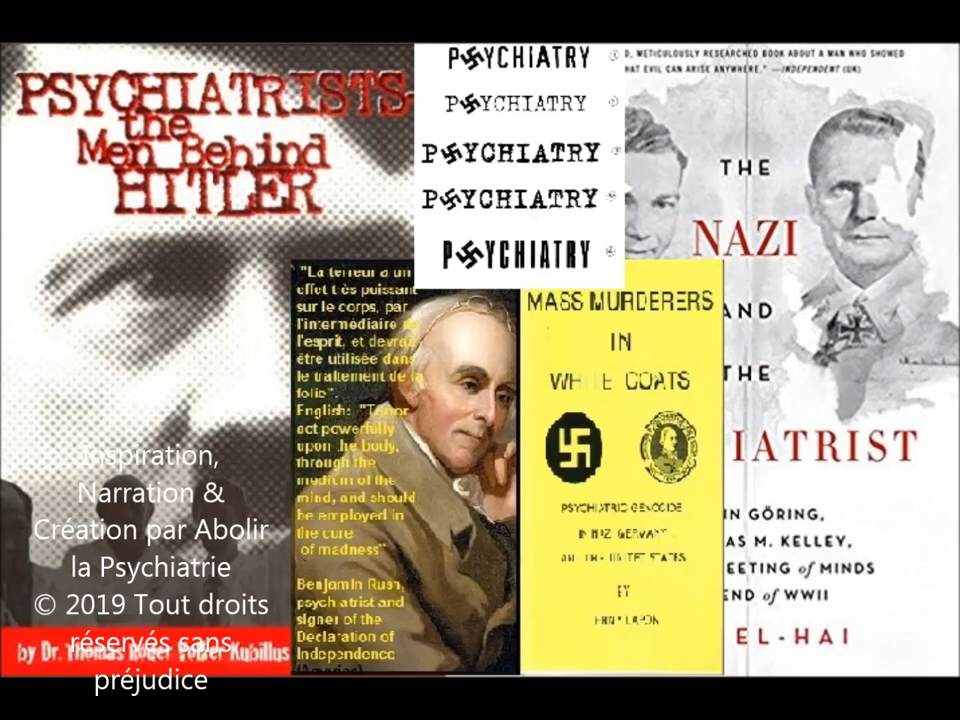 PSYCHIATRISTS
the
Men Behind
HITLER
by Dr. Thomas Roder
Inspiration,
Narration &
Création par Abolir
la Psychiatrie
© 2019 Tout droits
réservés sans
préjudice
PSYCHIATRY
PSYCHIATRY
PSYCHIATRY
PSYCHIATRY
PSYCHIATRY
"La terreur a un
effet très puissant
sur le corps, par
l'intermédiaire
l'esprit, et devrait
être utilisée dans
le traitement de la
folie"
English: "Terror
act powerfully
upon the body,
through the
medium of the
mind, and should
be employed in
the cure
of madness"
Benjamin Rush,
psychiatrist and
signer of the
Declaration of
Independence
(America)
MASS MURDERERS
IN
WHITE COATS
PSYCHIATRIC GENOCIDE
IN NAZI GERMANY
AND THE UNITED STATES
BY
LAPON
D, METICULOUSLY RESEARCHED BOOK ABOUT A MAN WHO SHOWED
HAT EVIL CAN ARISE ANYWHERE." —INDEPENDENT (UK)
THE
NAZI
AND
THE
IATRIST
N GÖRING,
AS M. KELLEY,
EETING of MINDS
END of WWII
EL-HAI